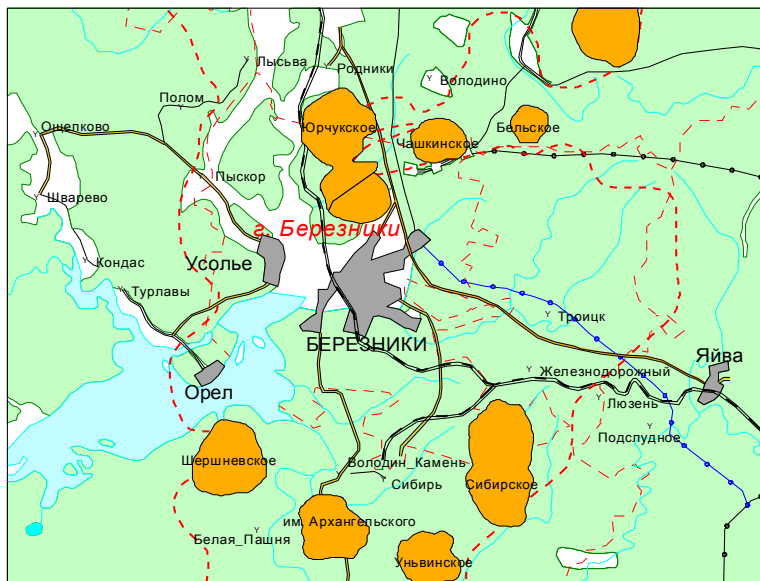 Лысьва
Родники
Володино
Полом
Ощепково
Юрчукское
Чашкинское
Бельское
Пыскор
Шварево
г. Березники
Усолье
Кондас
Турлавы
Троицк
БЕРЕЗНИКИ
Яйва
Железнодорожный
Орел
Люзень
Подслудное
Шершневское
Володин_Камень
Сибирь
Сибирское
им. Архангельского
Белая_Пашня
Уньвинское